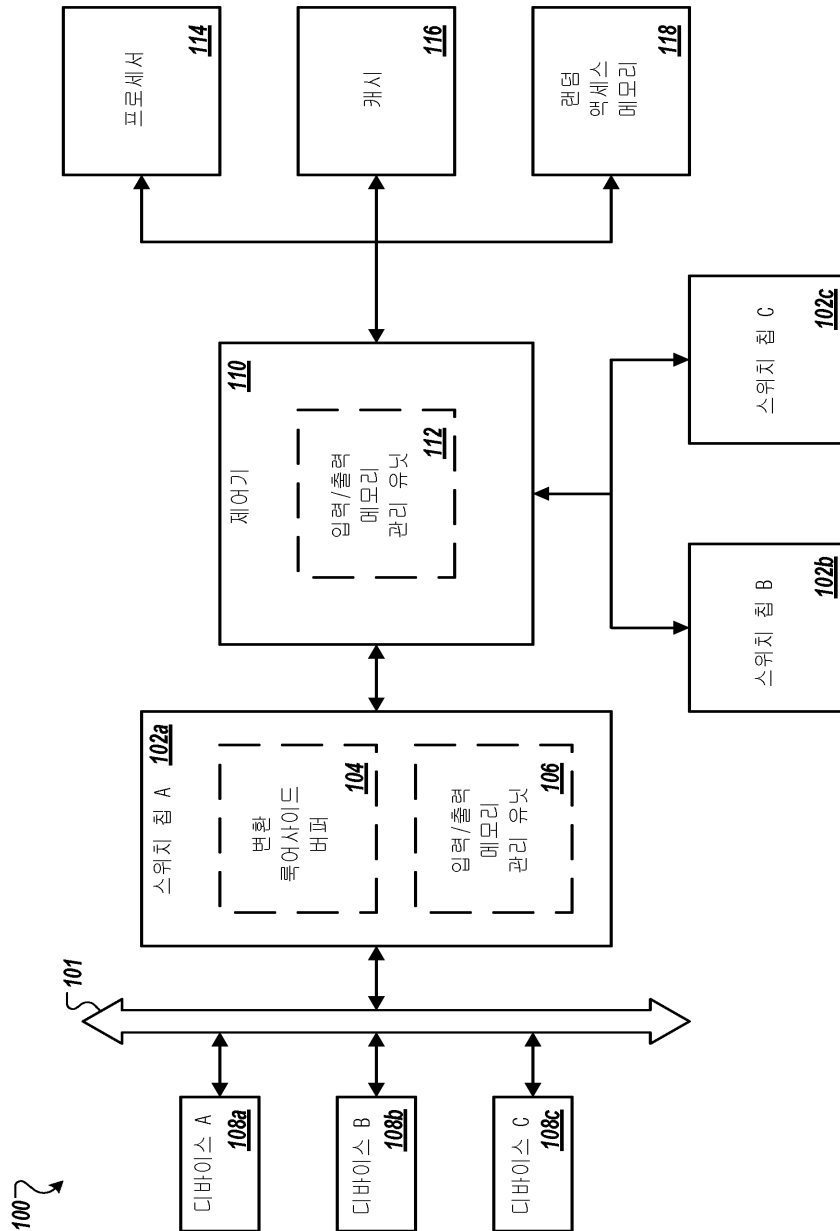 100
디바이스 A
108a
디바이스 B
108b
디바이스 C
108c
101
스위치 칩 A
102a
변환
룩어사이드
버퍼
104
입력/출력
메모리
관리 유닛
106
제어기
110
입력/출력
메모리
관리 유닛
112
스위치 칩 B
102b
스위치 칩 C
102c
프로세서
114
캐시
116
랜덤
액세스
메모리
118